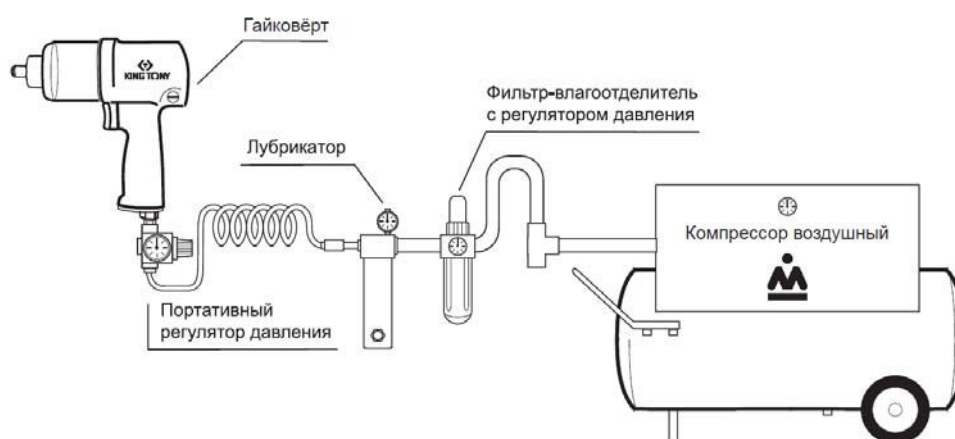 Гайковёрт
KING TONY
Фильтр-влагоотделитель
с регулятором давления
Лубрикатор
Компрессор воздушный
Портативный
регулятор давления